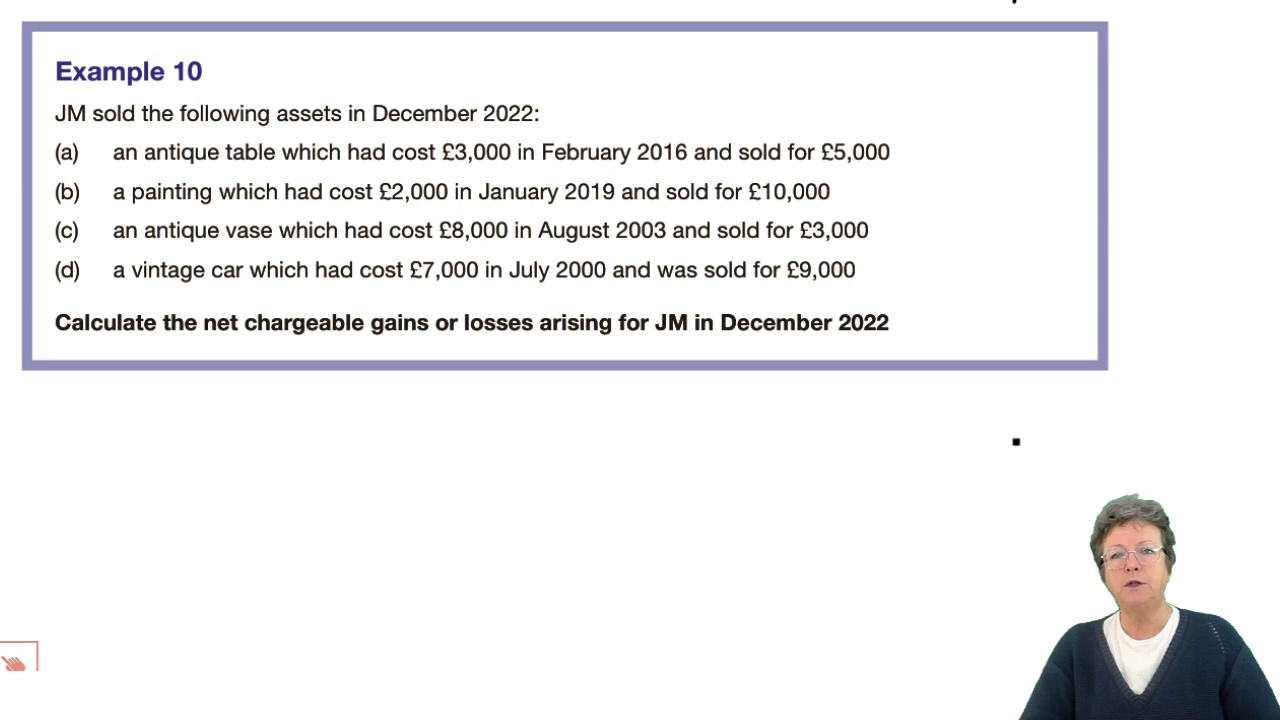 Example 10
JM sold the following assets in December 2022:
(a) an antique table which had cost £3,000 in February 2016 and sold for £5,000
(b) a painting which had cost £2,000 in January 2019 and sold for £10,000
(c) an antique vase which had cost £8,000 in August 2003 and sold for £3,000
(d) a vintage car which had cost £7,000 in July 2000 and was sold for £9,000
Calculate the net chargeable gains or losses arising for JM in December 2022